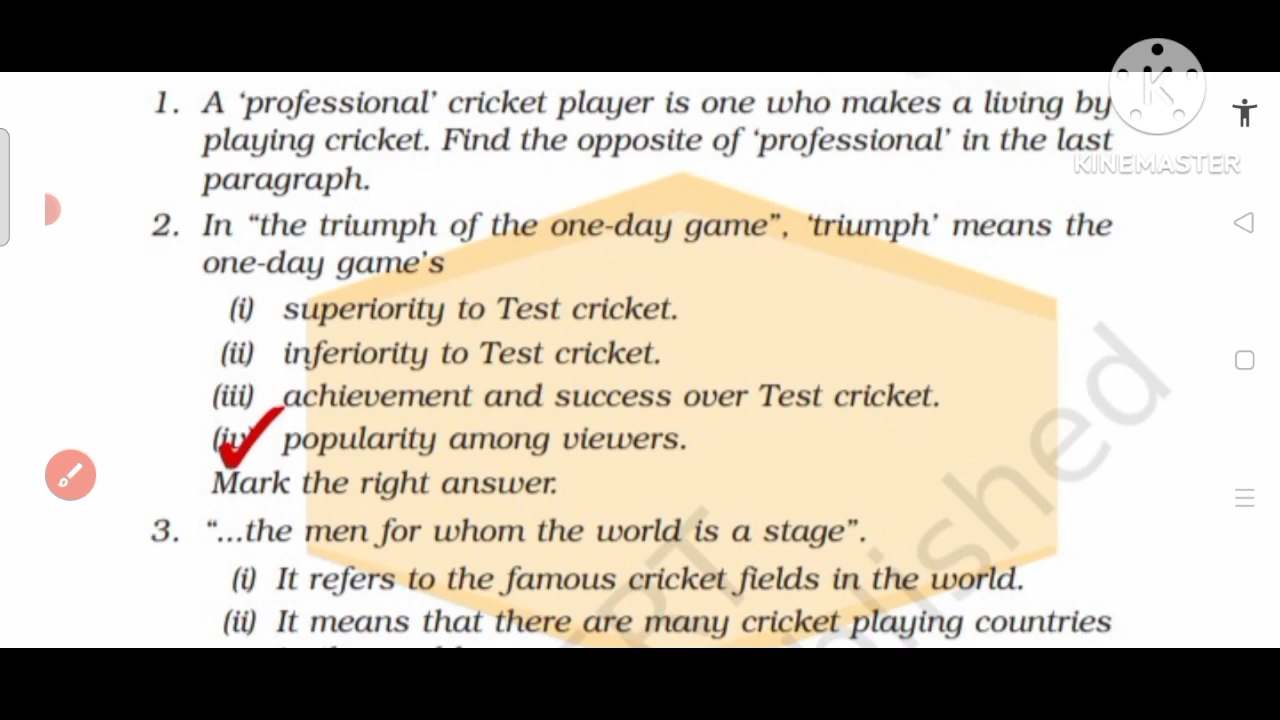 KINEMASTER
1. A ‘professional’ cricket player is one who makes a living by
playing cricket. Find the opposite of ‘professional’ in the last
paragraph.
2. In “the triumph of the one-day game”, ‘triumph’ means the
one-day game’s
(i) superiority to Test cricket.
(ii) inferiority to Test cricket.
(iii) achievement and success over Test cricket.
(iv) popularity among viewers.
Mark the right answer.
3. “...the men for whom the world is a stage”.
(i) It refers to the famous cricket fields in the world.
(ii) It means that there are many cricket playing countries